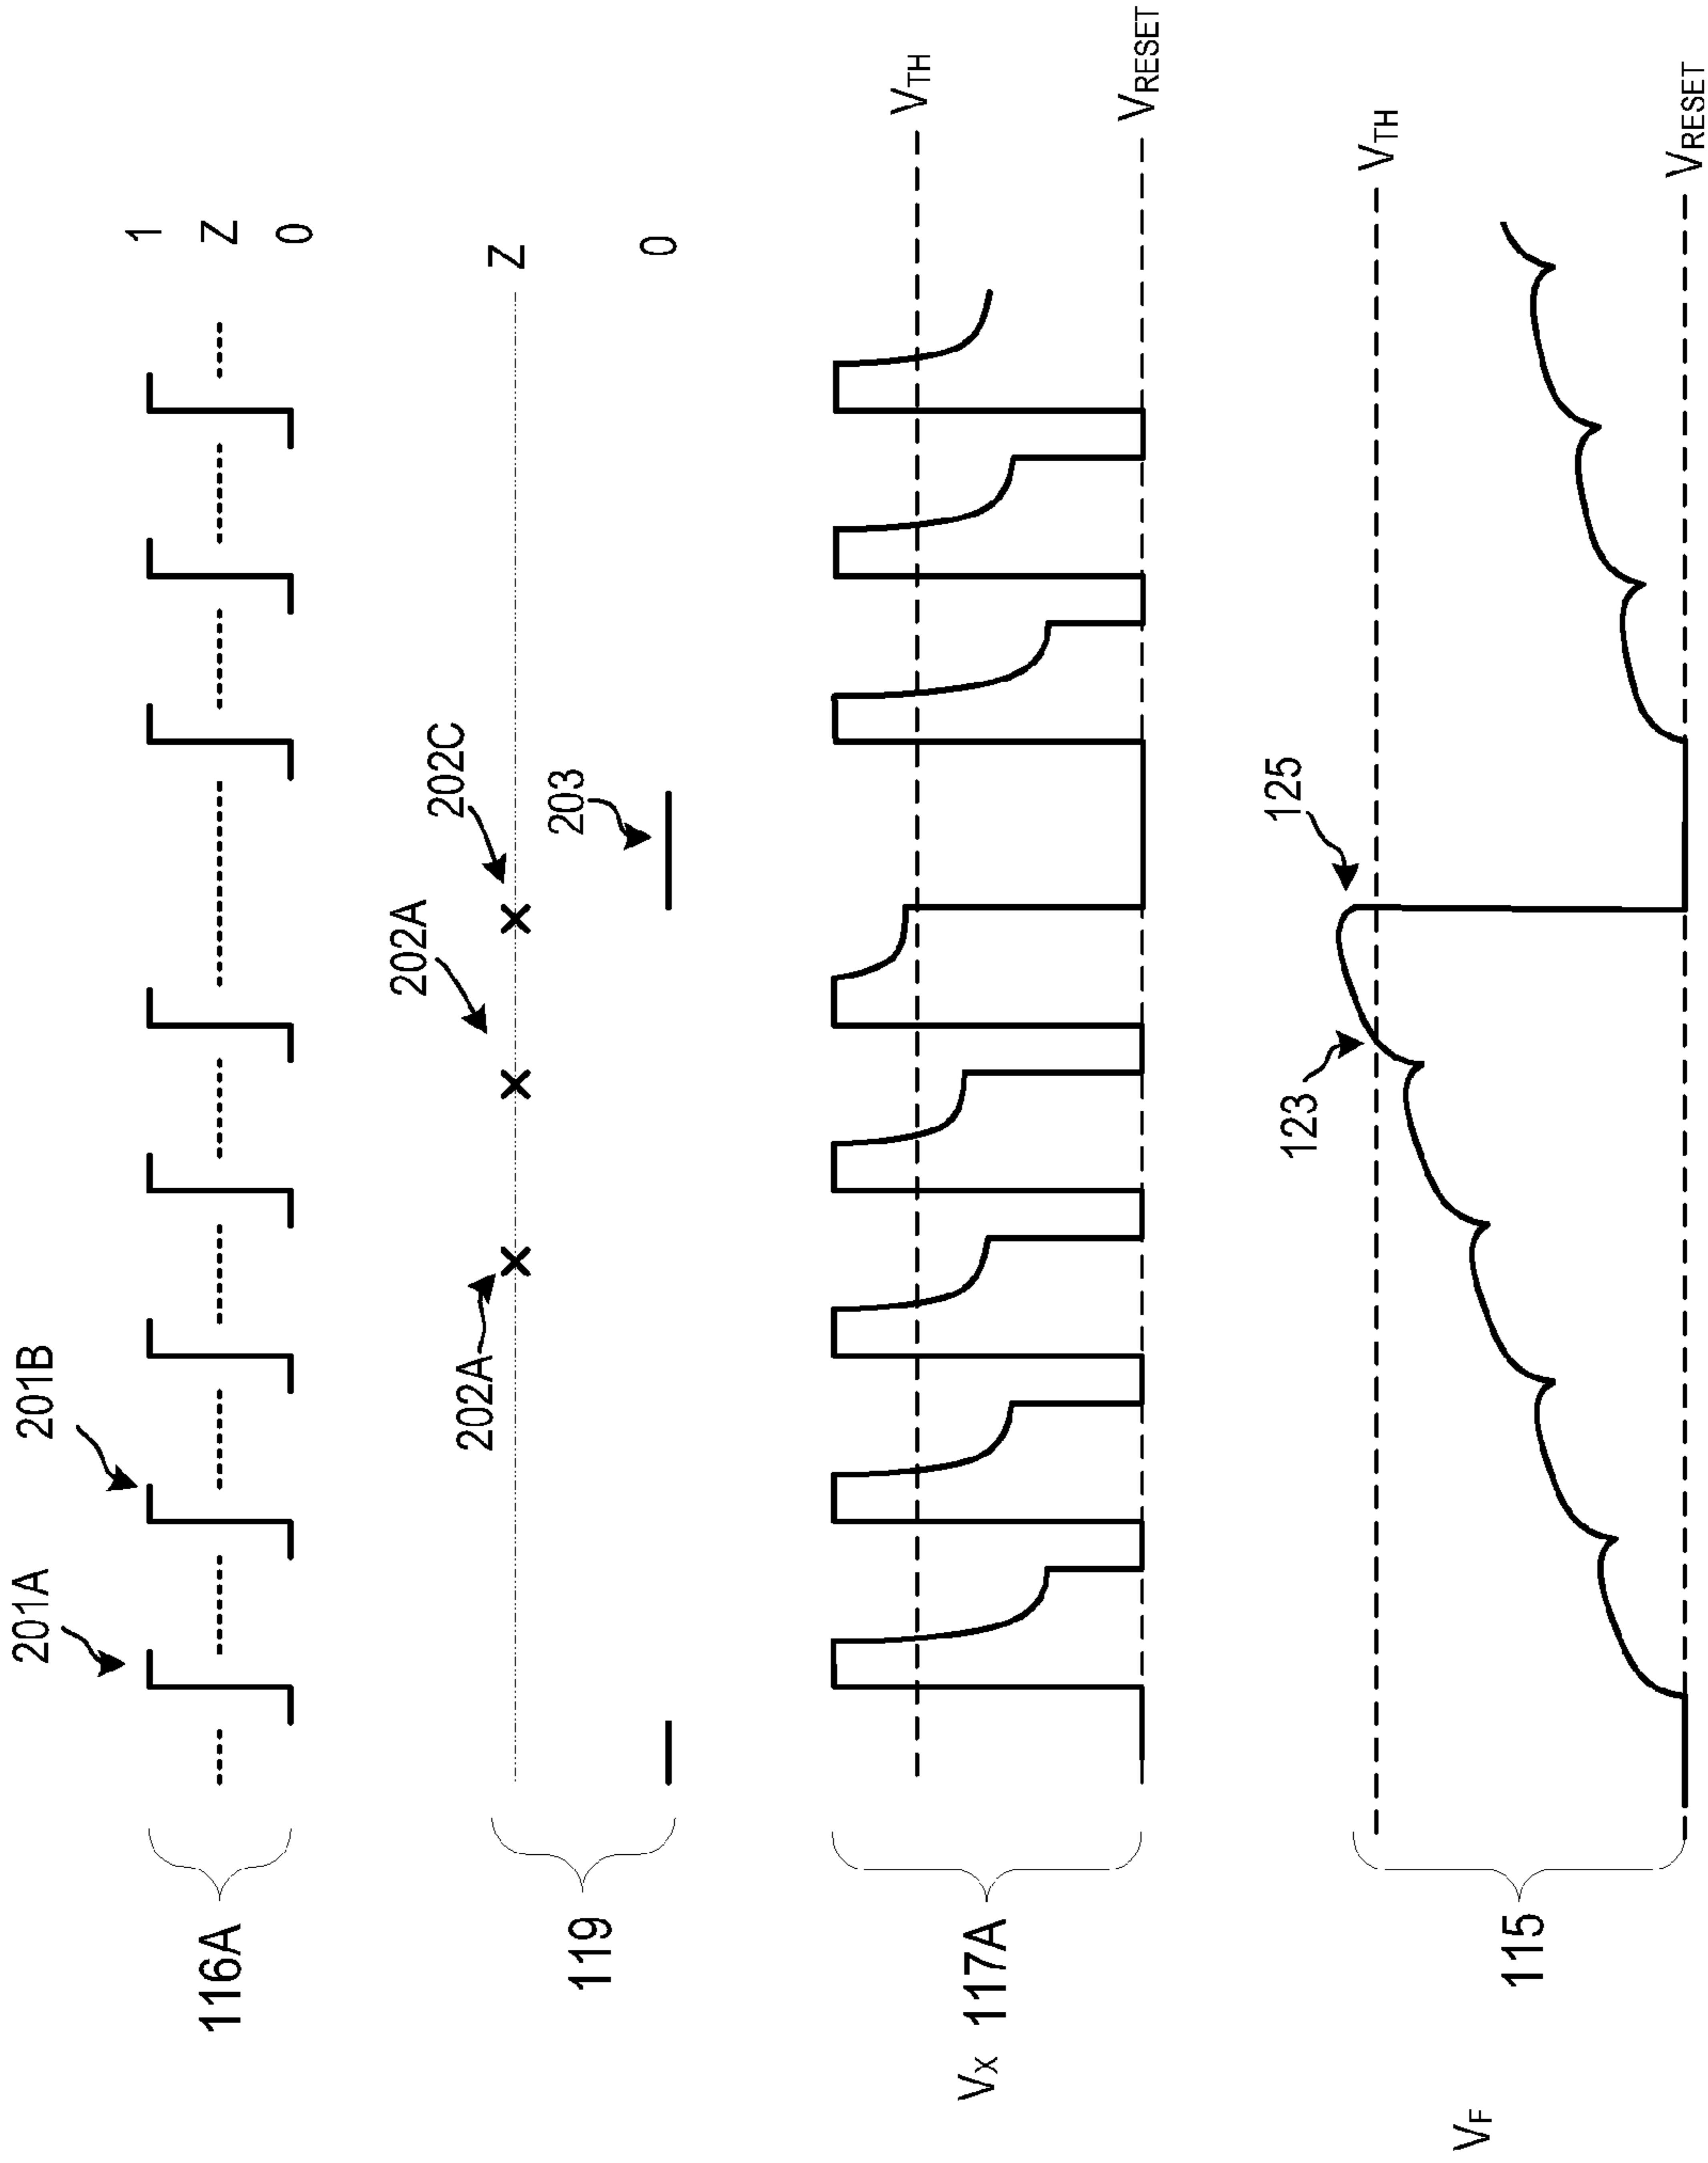 201A
201B
116A
1
Z
0
202A
202A
202C
203
119
Z
0
VX 117A
VTH
VRESET
123
125
115
VF
VTH
VRESET